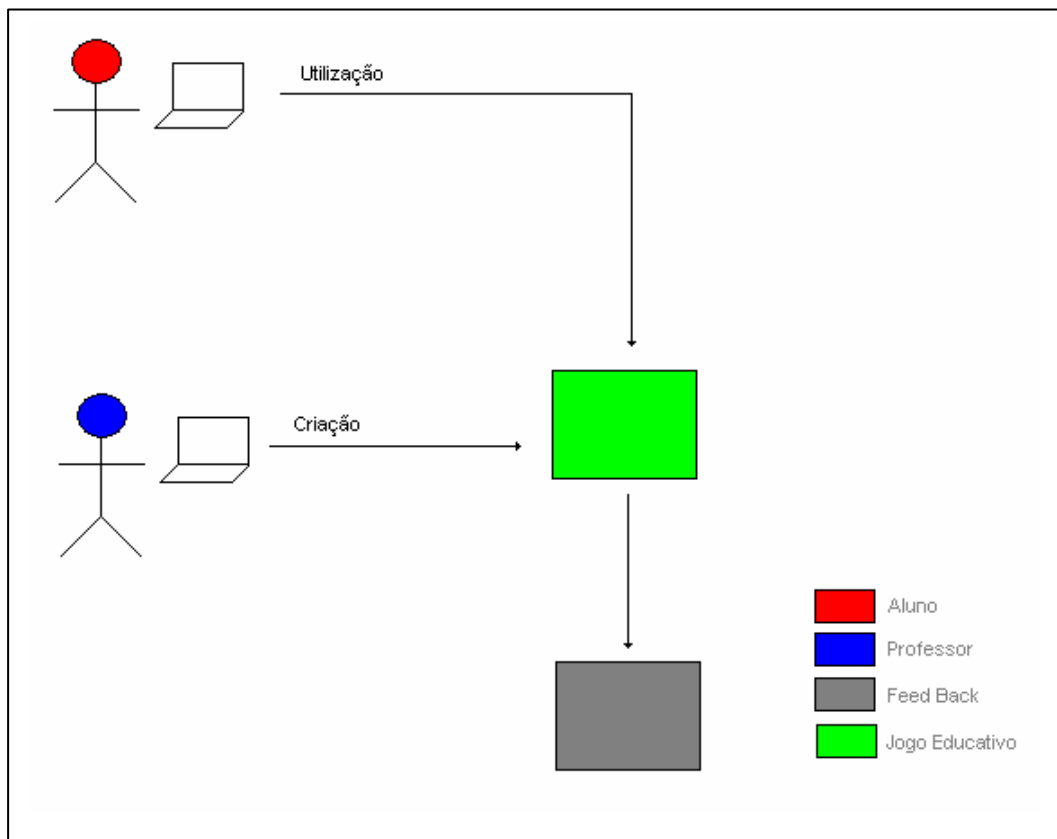 Utilização
Criação
Aluno
Professor
Feed Back
Jogo Educativo